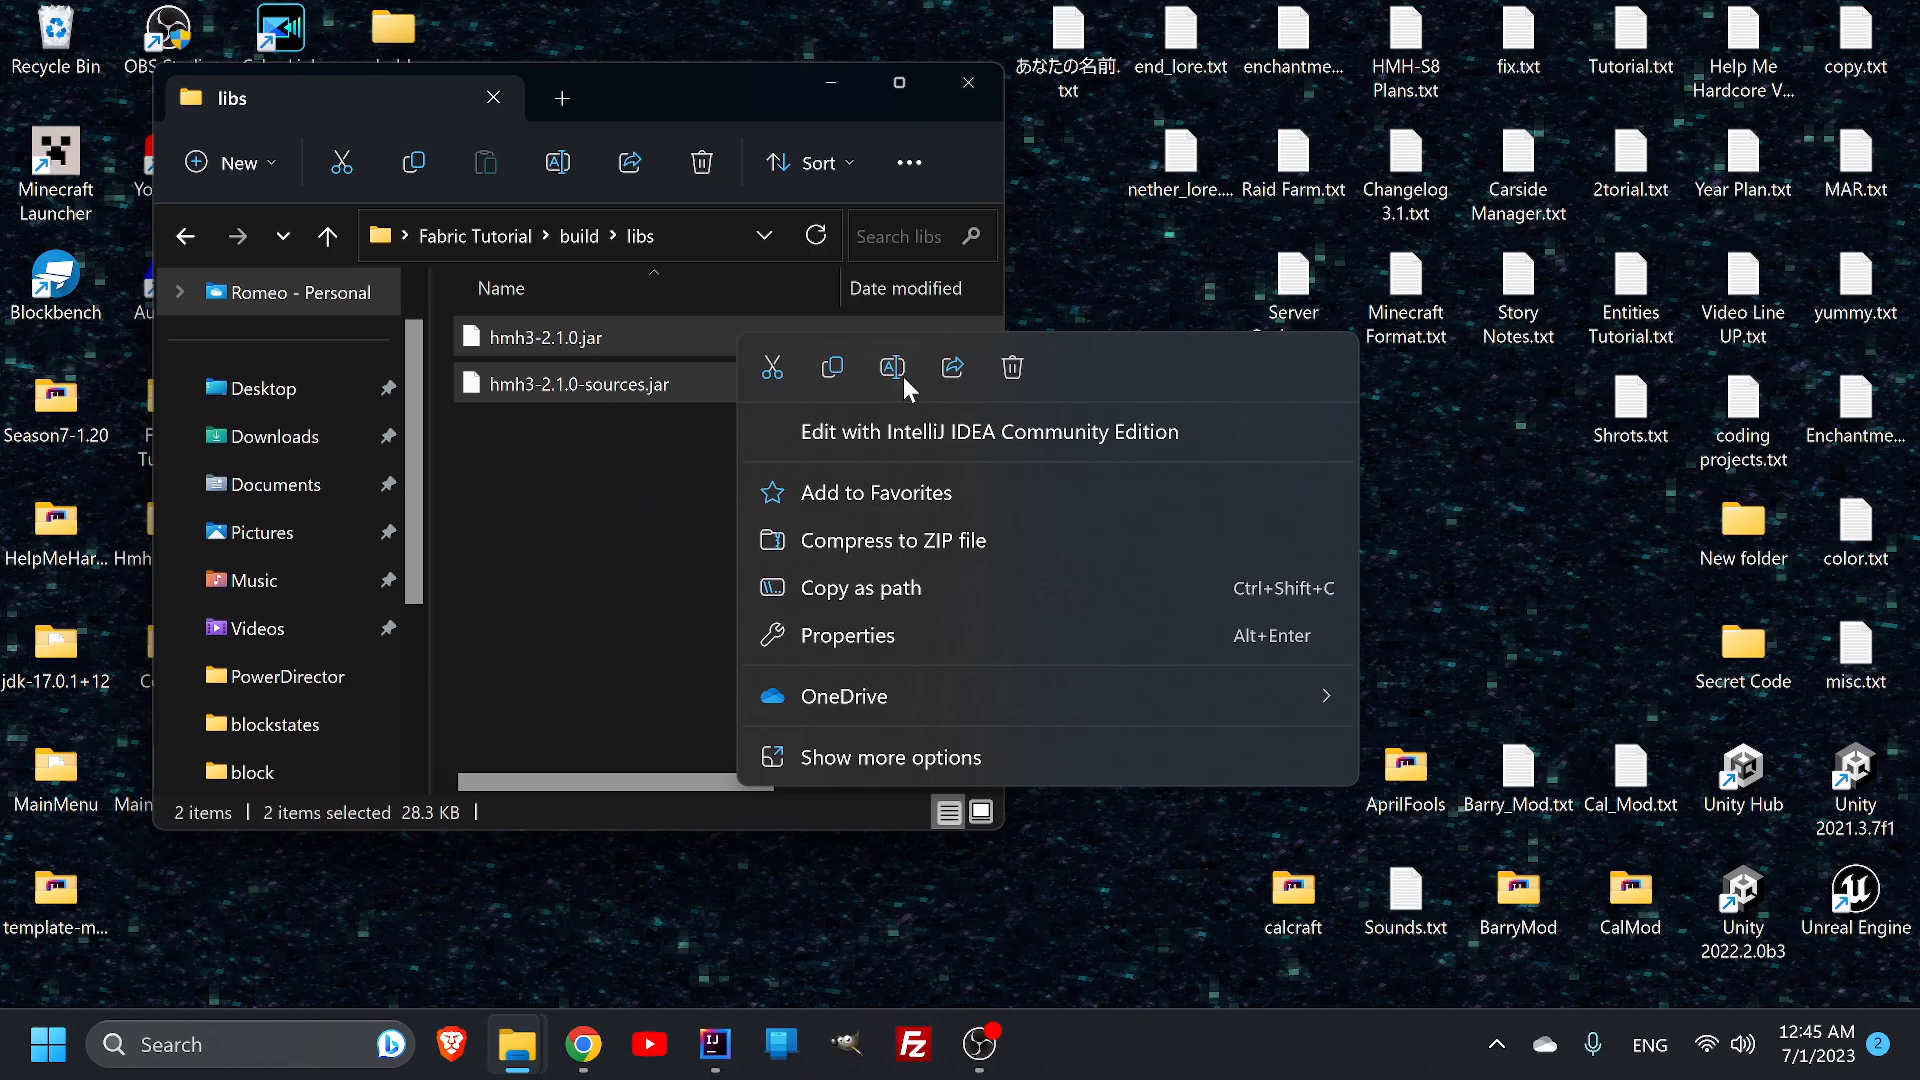 Recycle Bin
あなたの名前.
txt
end_lore.txt
enchantme...
HMH-S8
Plans.txt
fix.txt
Tutorial.txt
Help Me
Hardcore V...
copy.txt
libs
New
Sort
Minecraft
Launcher
nether_lore....
Raid Farm.txt
Changelog
3.1.txt
Carside
Manager.txt
2torial.txt
Year Plan.txt
MAR.txt
Fabric Tutorial
build
libs
Search libs
Romeo - Personal
Name
Date modified
Blockbench
Server
Minecraft
Format.txt
Story
Notes.txt
Entities
Tutorial.txt
Video Line
UP.txt
yummy.txt
hmh3-2.1.0.jar
hmh3-2.1.0-sources.jar
Desktop
Downloads
Documents
Pictures
Music
Videos
PowerDirector
blockstates
block
Edit with IntelliJ IDEA Community Edition
Add to Favorites
Compress to ZIP file
Copy as path
Ctrl+Shift+C
Properties
Alt+Enter
OneDrive
Show more options
2 items
2 items selected
28.3 KB
Season7-1.20
HelpMeHar...
jdk-17.0.1+12
MainMenu
template-m...
Shrots.txt
coding
projects.txt
Enchantme...
New folder
color.txt
Secret Code
misc.txt
AprilFools
Barry_Mod.txt
Cal_Mod.txt
Unity Hub
Unity
2021.3.7f1
calcraft
Sounds.txt
BarryMod
CalMod
Unity
2022.2.0b3
Unreal Engine
Search
IJ
FZ
ENG
12:45 AM
7/1/2023
2